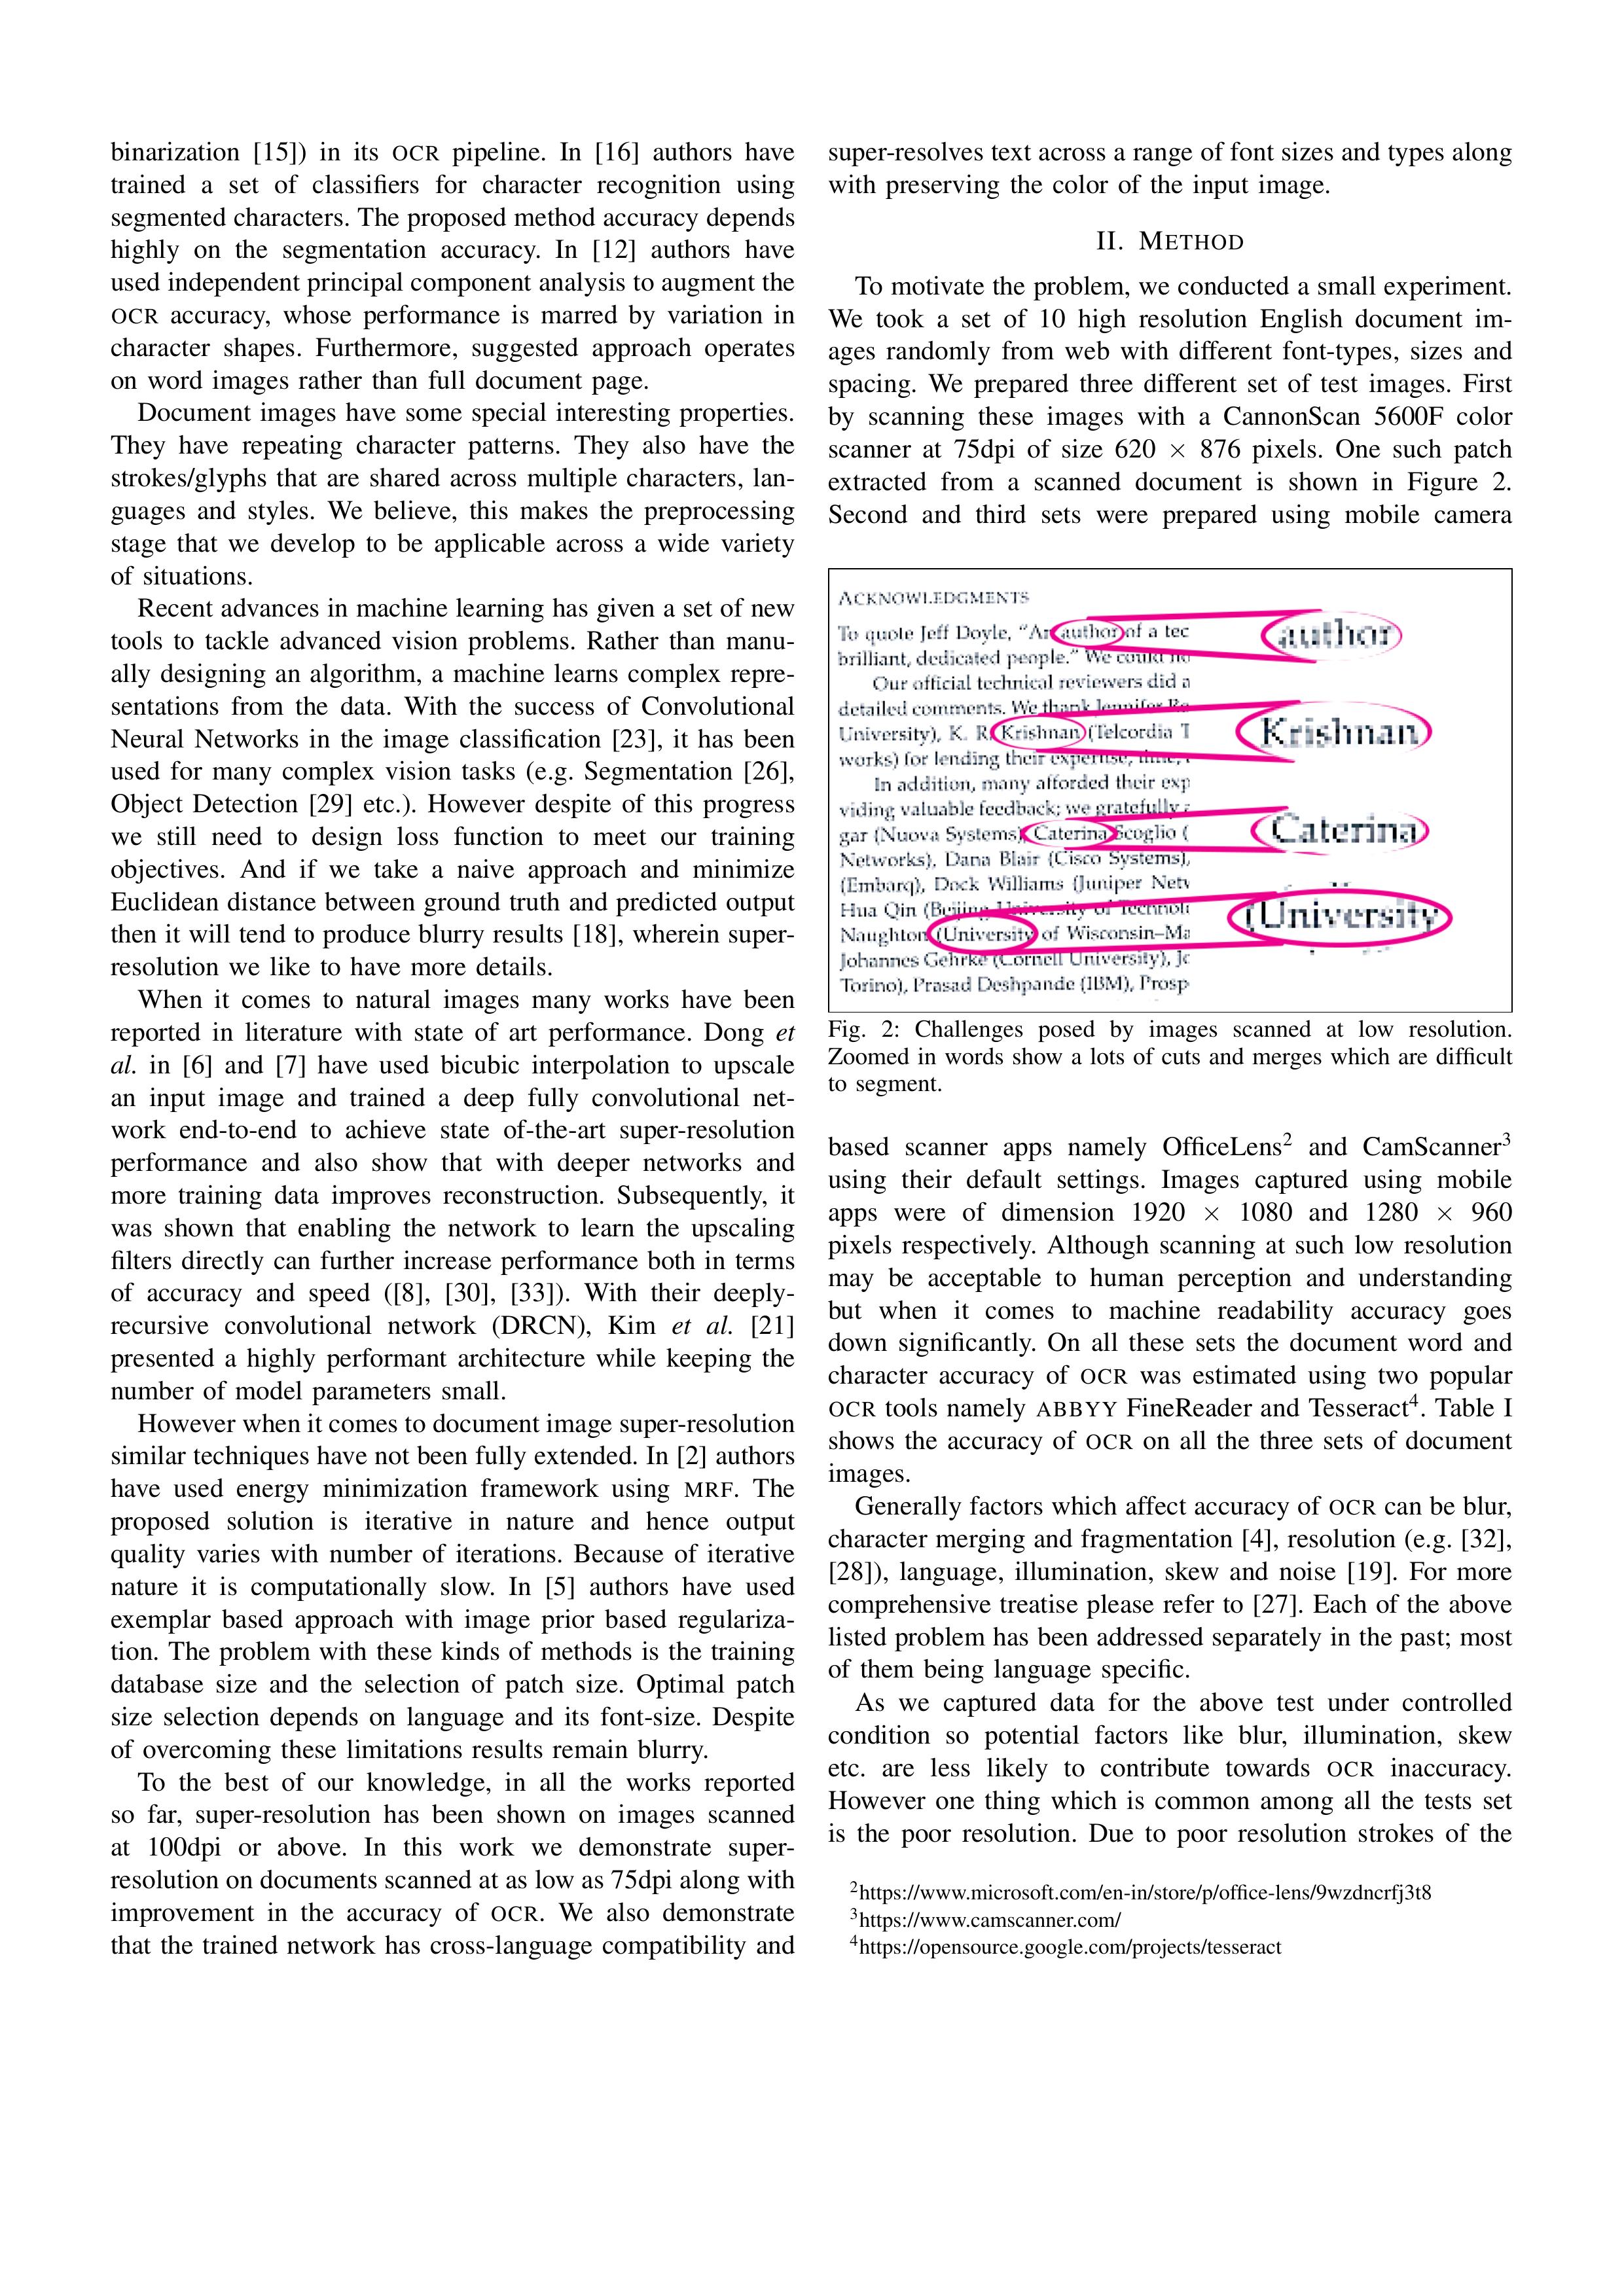 binarization [15]) in its OCR pipeline. In [16] authors have
trained a set of classifiers for character recognition using
segmented characters. The proposed method accuracy depends
highly on the segmentation accuracy. In [12] authors have
used independent principal component analysis to augment the
OCR accuracy, whose performance is marred by variation in
character shapes. Furthermore, suggested approach operates
on word images rather than full document page.
Document images have some special interesting properties.
They have repeating character patterns. They also have the
strokes/glyphs that are shared across multiple characters, lan-
guages and styles. We believe, this makes the preprocessing
stage that we develop to be applicable across a wide variety
of situations.
Recent advances in machine learning has given a set of new
tools to tackle advanced vision problems. Rather than manu-
ally designing an algorithm, a machine learns complex repre-
sentations from the data. With the success of Convolutional
Neural Networks in the image classification [23], it has been
used for many complex vision tasks (e.g. Segmentation [26],
Object Detection [29] etc.). However despite of this progress
we still need to design loss function to meet our training
objectives. And if we take a naive approach and minimize
Euclidean distance between ground truth and predicted output
then it will tend to produce blurry results [18], wherein super-
resolution we like to have more details.
When it comes to natural images many works have been
reported in literature with state of art performance. Dong et
al. in [6] and [7] have used bicubic interpolation to upscale
an input image and trained a deep fully convolutional net-
work end-to-end to achieve state of-the-art super-resolution
performance and also show that with deeper networks and
more training data improves reconstruction. Subsequently, it
was shown that enabling the network to learn the upscaling
filters directly can further increase performance both in terms
of accuracy and speed ([8], [30], [33]). With their deeply-
recursive convolutional network (DRCN), Kim et al. [21]
presented a highly performant architecture while keeping the
number of model parameters small.
However when it comes to document image super-resolution
similar techniques have not been fully extended. In [2] authors
have used energy minimization framework using MRF. The
proposed solution is iterative in nature and hence output
quality varies with number of iterations. Because of iterative
nature it is computationally slow. In [5] authors have used
exemplar based approach with image prior based regulariza-
tion. The problem with these kinds of methods is the training
database size and the selection of patch size. Optimal patch
size selection depends on language and its font-size. Despite
of overcoming these limitations results remain blurry.
To the best of our knowledge, in all the works reported
so far, super-resolution has been shown on images scanned
at 100dpi or above. In this work we demonstrate super-
resolution on documents scanned at as low as 75dpi along with
improvement in the accuracy of OCR. We also demonstrate
that the trained network has cross-language compatibility and
super-resolves text across a range of font sizes and types along
with preserving the color of the input image.
II. METHOD
To motivate the problem, we conducted a small experiment.
We took a set of 10 high resolution English document im-
ages randomly from web with different font-types, sizes and
spacing. We prepared three different set of test images. First
by scanning these images with a CannonScan 5600F color
scanner at 75dpi of size 620 × 876 pixels. One such patch
extracted from a scanned document is shown in Figure 2.
Second and third sets were prepared using mobile camera
ACKNOWLEDGMENTS
To quote Jeff Doyle, “An author of a tec
brilliant, dedicated people.” We could no
Our official technical reviewers did a
detailed comments. We thank Jennifer Re
University), K. R. Krishnan (Telcordia T
works) for lending their expertise, time,
In addition, many afforded their exp
viding valuable feedback; we gratefully a
gar (Nuova Systems), Caterina Scoglio (
Networks), Dana Blair (Cisco Systems),
(Embarq), Dock Williams (Juniper Netv
Hua Qin (Beijing University of Technol
Naughton (University of Wisconsin–Ma
Johannes Gehrke (Cornell University), Jc
Torino), Prasad Deshpande (IBM), Prosp
author
Krishnan
Caterina
(University
Fig. 2: Challenges posed by images scanned at low resolution.
Zoomed in words show a lots of cuts and merges which are difficult
to segment.
based scanner apps namely OfficeLens² and CamScanner³
using their default settings. Images captured using mobile
apps were of dimension 1920 × 1080 and 1280 × 960
pixels respectively. Although scanning at such low resolution
may be acceptable to human perception and understanding
but when it comes to machine readability accuracy goes
down significantly. On all these sets the document word and
character accuracy of OCR was estimated using two popular
OCR tools namely ABBYY FineReader and Tesseract⁴. Table I
shows the accuracy of OCR on all the three sets of document
images.
Generally factors which affect accuracy of OCR can be blur,
character merging and fragmentation [4], resolution (e.g. [32],
[28]), language, illumination, skew and noise [19]. For more
comprehensive treatise please refer to [27]. Each of the above
listed problem has been addressed separately in the past; most
of them being language specific.
As we captured data for the above test under controlled
condition so potential factors like blur, illumination, skew
etc. are less likely to contribute towards OCR inaccuracy.
However one thing which is common among all the tests set
is the poor resolution. Due to poor resolution strokes of the
²https://www.microsoft.com/en-in/store/p/office-lens/9wzdncrfj3t8
³https://www.camscanner.com/
⁴https://opensource.google.com/projects/tesseract